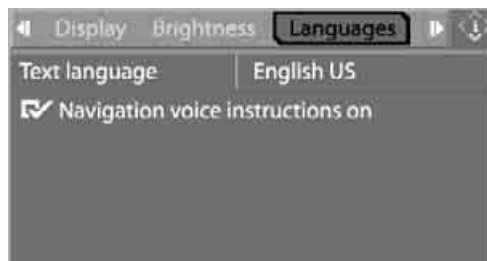 Display Brightness Languages
Text language English US
Navigation voice instructions on